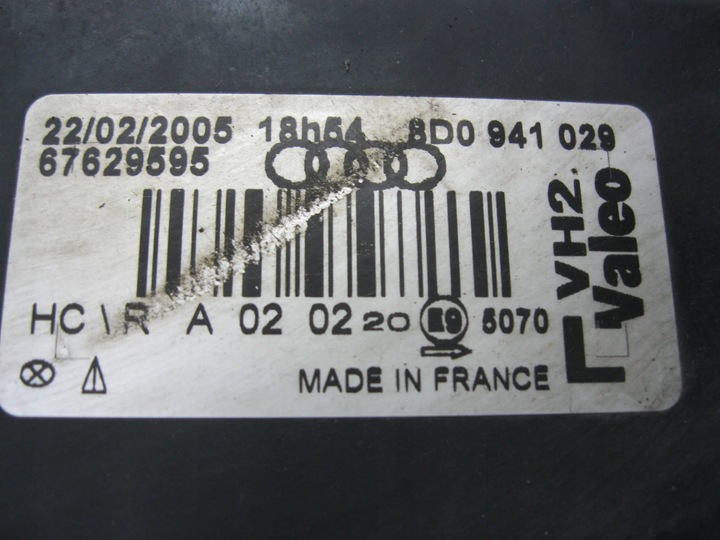 22/02/2005 18h54 8D0 941 029
67629595
VH2.
Valeo
L
HC \ R A 02 02 20 E9 5070
MADE IN FRANCE